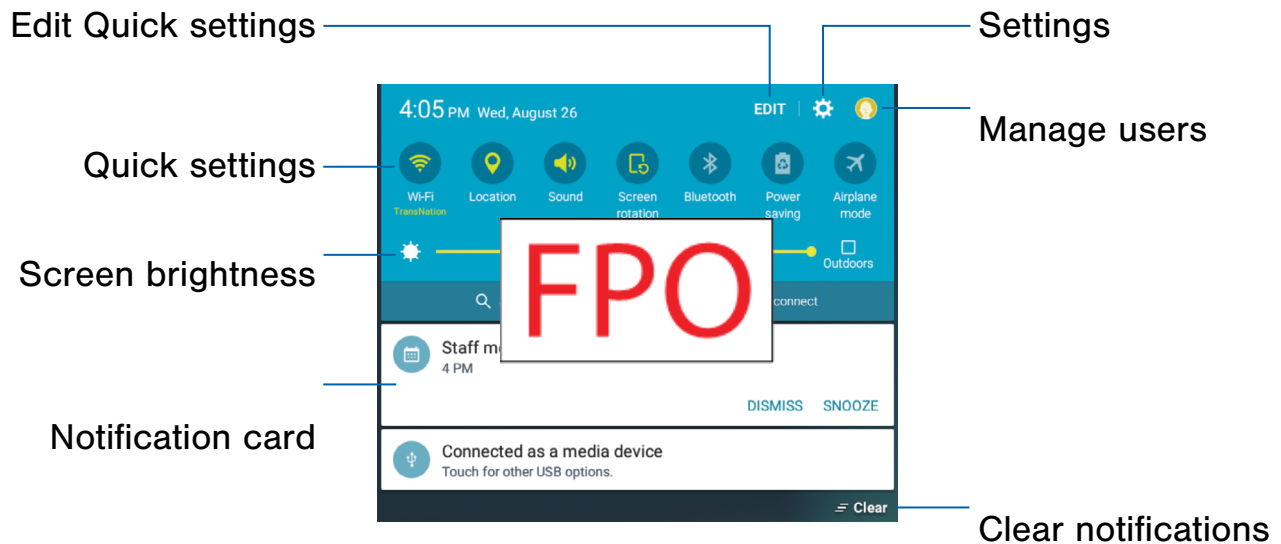 Edit Quick settings
Settings
4:05 PM Wed, August 26
EDIT
Manage users
Quick settings
Wi-Fi
TransNation
Location
Sound
Screen
rotation
Bluetooth
Power
saving
Airplane
mode
Screen brightness
Outdoors
FPO
connect
Staff
4 PM
DISMISS SNOOZE
Notification card
Connected as a media device
Touch for other USB options.
Clear
Clear notifications